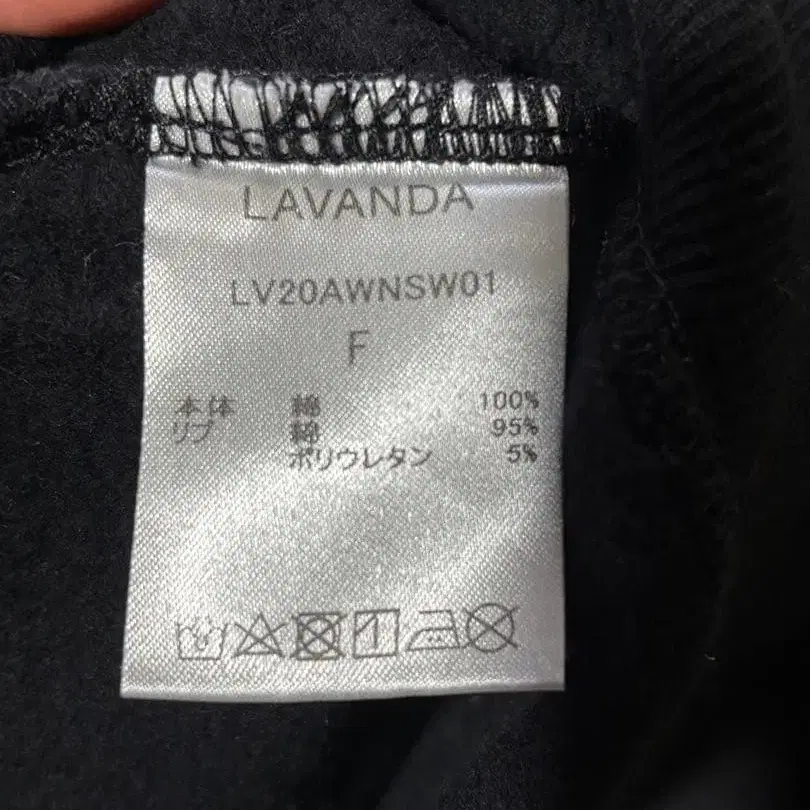 LAVANDA
LV20AWNSW01
F
本体 綿 100%
リブ 綿 95%
ポリウレタン 5%